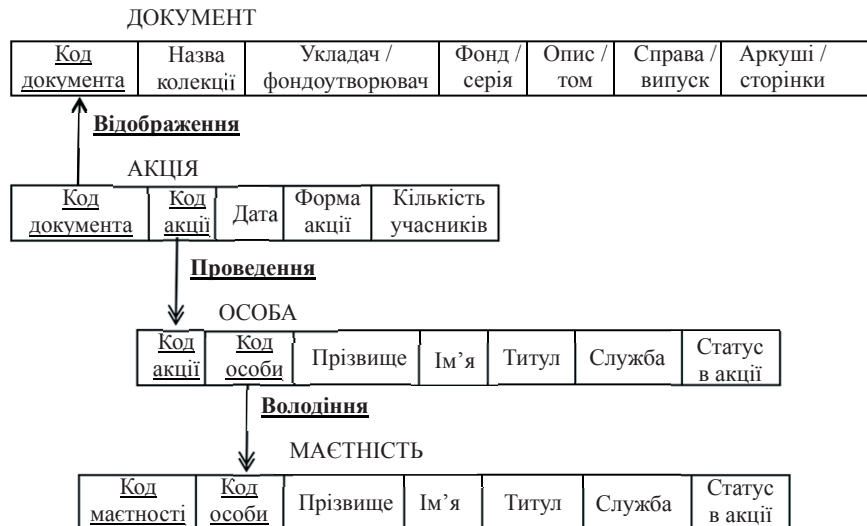 ДОКУМЕНТ
Код документа | Назва колекції | Укладач / фондоутворювач | Фонд / серія | Опис / том | Справа / випуск | Аркуші / сторінки
Відображення
АКЦІЯ
Код документа | Код акції | Дата | Форма акції | Кількість учасників
Проведення
ОСОБА
Код акції | Код особи | Прізвище | Ім’я | Титул | Служба | Статус в акції
Володіння
МАЄТНІСТЬ
Код маєтності | Код особи | Прізвище | Ім’я | Титул | Служба | Статус в акції